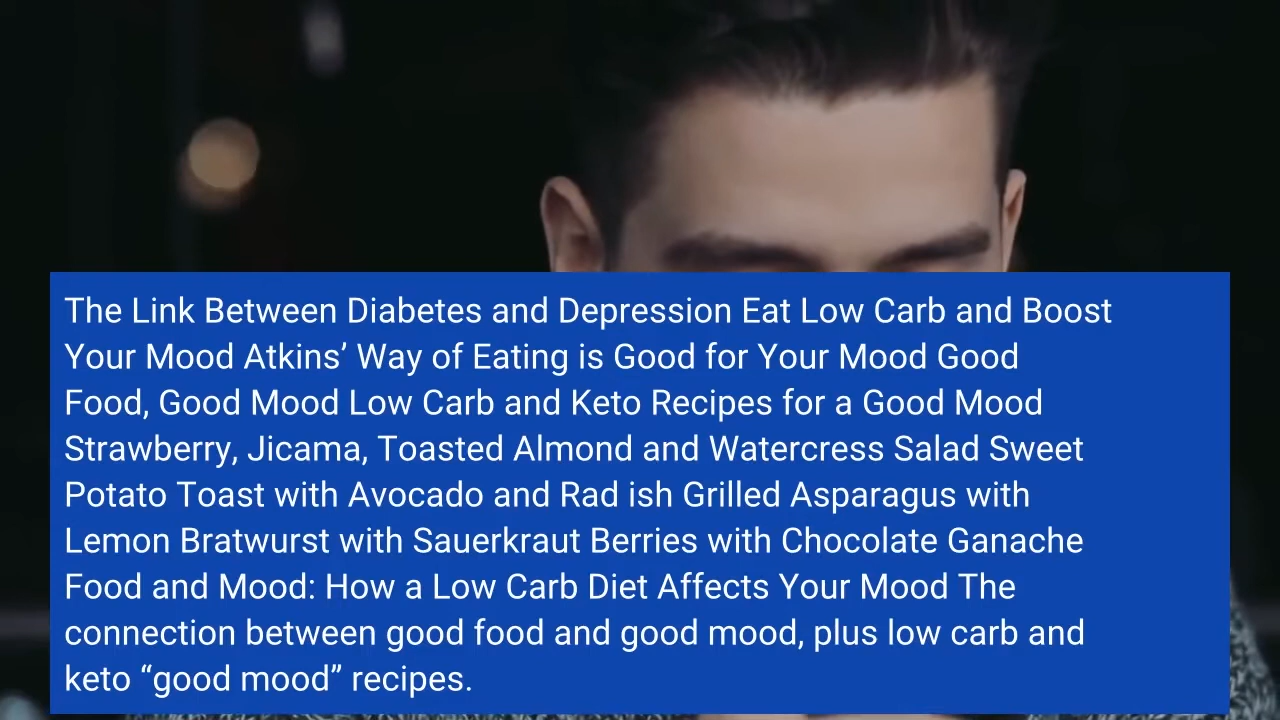 The Link Between Diabetes and Depression Eat Low Carb and Boost
Your Mood Atkins’ Way of Eating is Good for Your Mood Good
Food, Good Mood Low Carb and Keto Recipes for a Good Mood
Strawberry, Jicama, Toasted Almond and Watercress Salad Sweet
Potato Toast with Avocado and Rad ish Grilled Asparagus with
Lemon Bratwurst with Sauerkraut Berries with Chocolate Ganache
Food and Mood: How a Low Carb Diet Affects Your Mood The
connection between good food and good mood, plus low carb and
keto “good mood” recipes.